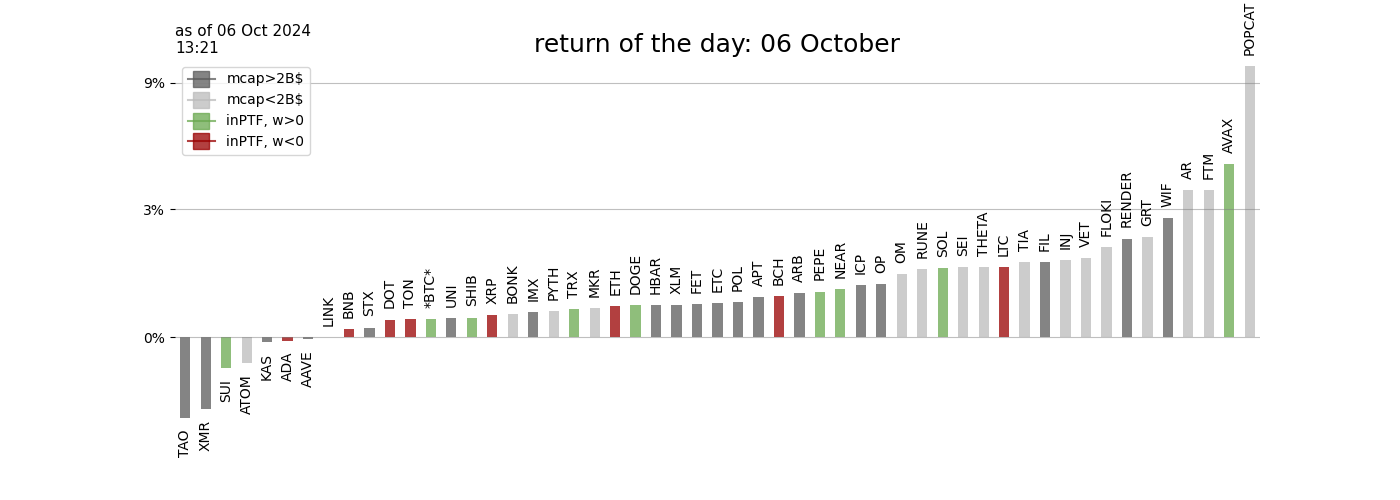 as of 06 Oct 2024
13:21
return of the day: 06 October
mcap>2B$
mcap<2B$
inPTF, w>0
inPTF, w<0
9%
3%
0%
TAO
XMR
SUI
ATOM
KAS
ADA
AAVE
LINK
BNB
STX
DOT
TON
*BTC*
UNI
SHIB
XRP
BONK
IMX
PYTH
TRX
MKR
ETH
DOGE
HBAR
XLM
FET
ETC
POL
APT
BCH
ARB
PEPE
NEAR
ICP
OP
OM
RUNE
SOL
SEI
THETA
LTC
TIA
FIL
INJ
VET
FLOKI
RENDER
GRT
WIF
AR
FTM
AVAX
POPCAT